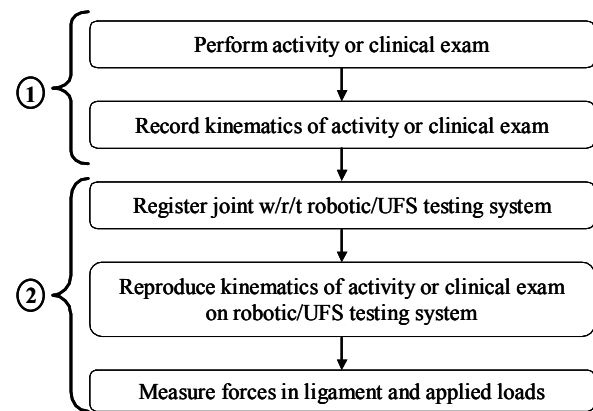 Perform activity or clinical exam
1
Record kinematics of activity or clinical exam
Register joint w/r/t robotic/UFS testing system
2
Reproduce kinematics of activity or clinical exam
on robotic/UFS testing system
Measure forces in ligament and applied loads